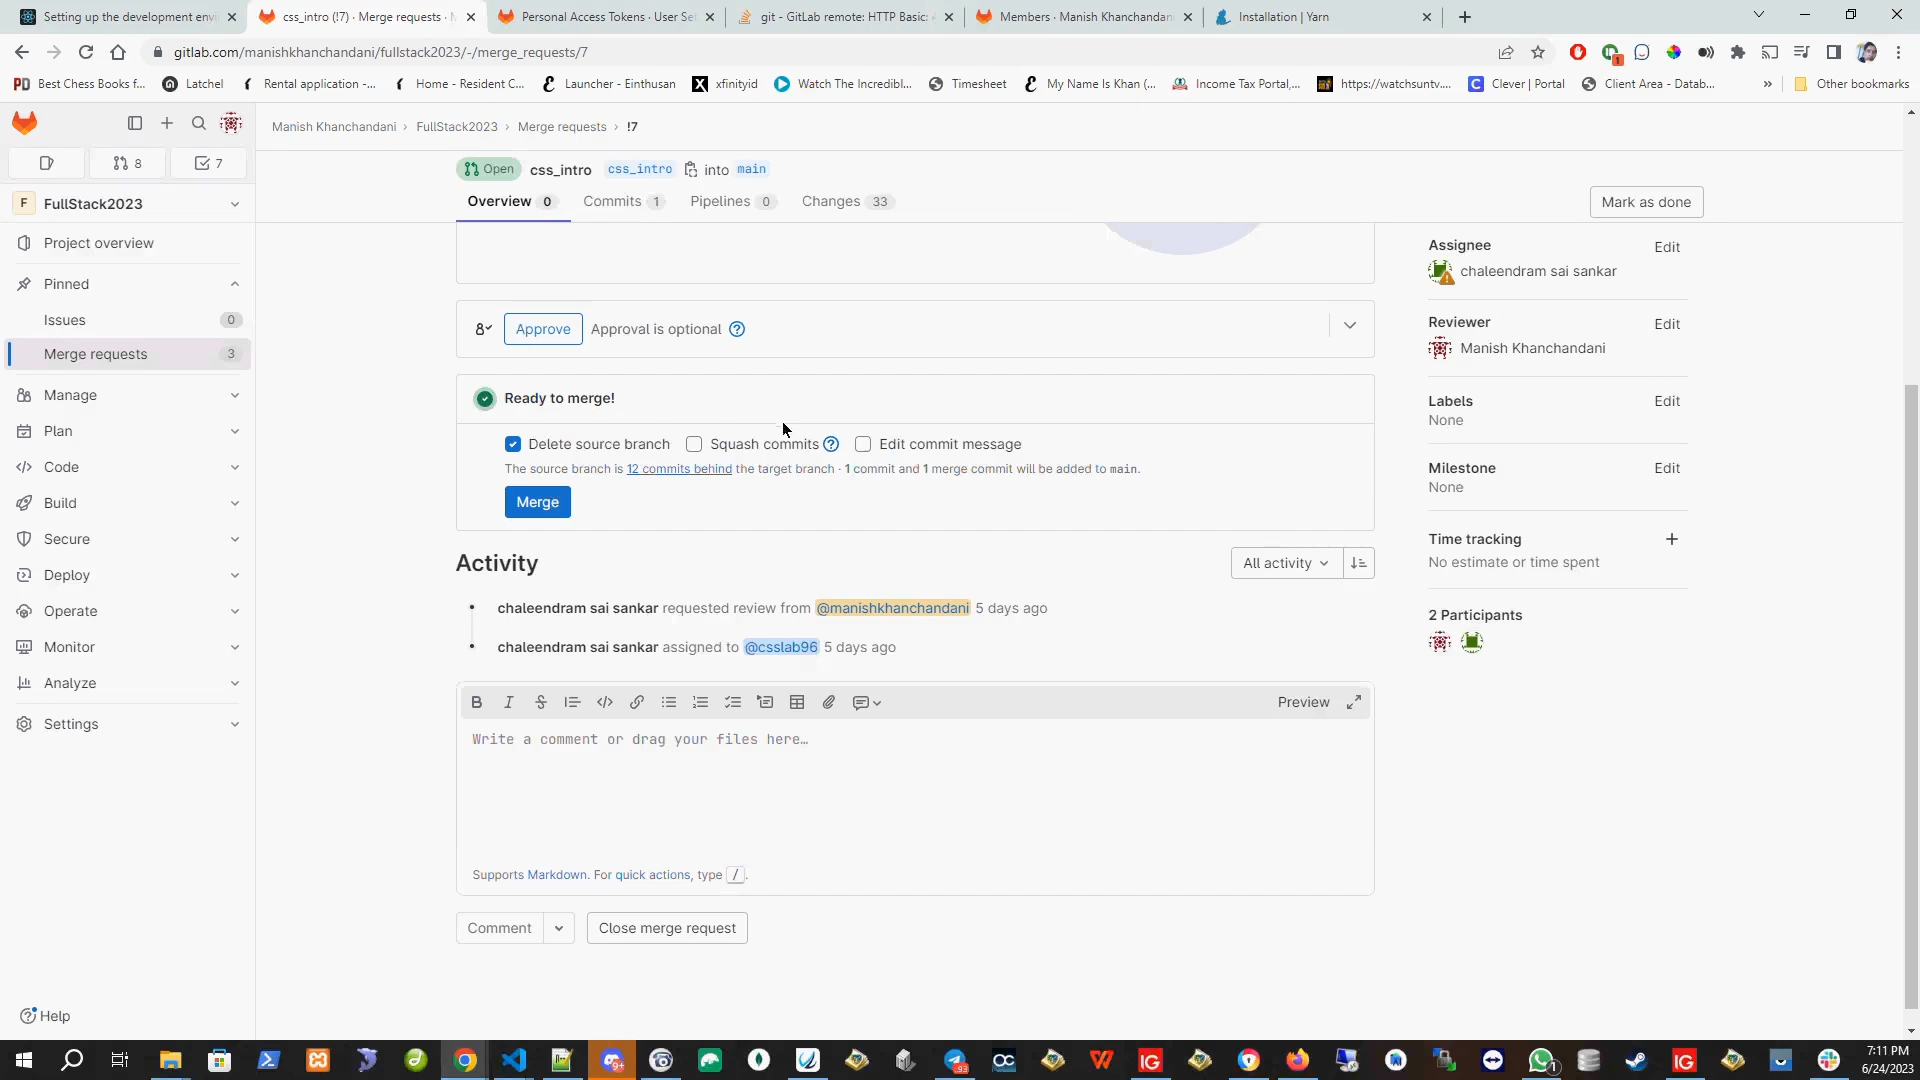 Setting up the development envi
css_intro (!7) · Merge requests · M
Personal Access Tokens · User Se
git - GitLab remote: HTTP Basic:
Members · Manish Khanchandan
Installation | Yarn
gitlab.com/manishkhanchandani/fullstack2023/-/merge_requests/7
Best Chess Books f...
Latchel
Rental application -...
Home - Resident C...
Launcher - Einthusan
xfinityid
Watch The Incredibl...
Timesheet
My Name Is Khan (...
Income Tax Portal,...
https://watchsuntv....
Clever | Portal
Client Area - Datab...
Other bookmarks
8
7
Manish Khanchandani › FullStack2023 › Merge requests › !7
F FullStack2023
Project overview
Pinned
Issues 0
Merge requests 3
Manage
Plan
Code
Build
Secure
Deploy
Operate
Monitor
Analyze
Settings
Help
Open css_intro css_intro into main
Overview 0 Commits 1 Pipelines 0 Changes 33
Mark as done
Approve Approval is optional
Ready to merge!
Delete source branch Squash commits Edit commit message
The source branch is 12 commits behind the target branch · 1 commit and 1 merge commit will be added to main.
Merge
Activity
All activity
chaleendram sai sankar requested review from @manishkhanchandani 5 days ago
chaleendram sai sankar assigned to @csslab96 5 days ago
Preview
Write a comment or drag your files here…
Supports Markdown. For quick actions, type /.
Comment
Close merge request
Assignee Edit
chaleendram sai sankar
Reviewer Edit
Manish Khanchandani
Labels Edit
None
Milestone Edit
None
Time tracking
No estimate or time spent
2 Participants
7:11 PM
6/24/2023